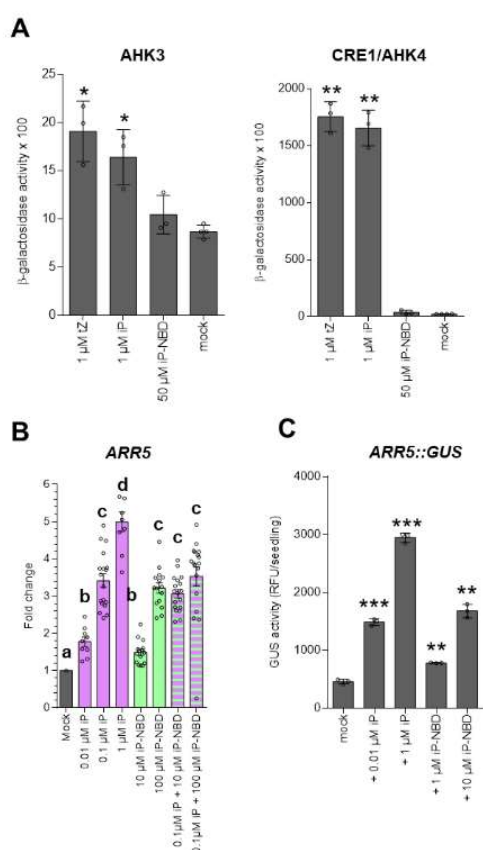 A
AHK3
CRE1/AHK4
β-galactosidase activity x 100
25
20
15
10
5
0
*
*
1 µM tZ
1 µM iP
50 µM iP-NBD
mock
β-galactosidase activity x 100
2000
1500
1000
500
0
**
**
1 µM tZ
1 µM iP
50 µM iP-NBD
mock
B
ARR5
Fold change
6
5
4
3
2
1
0
a
b
c
d
b
c
c
c
Mock
0.01 µM iP
0.1 µM iP
1 µM iP
10 µM iP-NBD
100 µM iP-NBD
0.1µM iP + 10 µM iP-NBD
0.1µM iP + 100 µM iP-NBD
C
ARR5::GUS
GUS activity (RFU/seedling)
4000
3000
2000
1000
0
***
***
**
**
mock
+ 0.01 µM iP
+ 1 µM iP
+ 1 µM iP-NBD
+ 10 µM iP-NBD